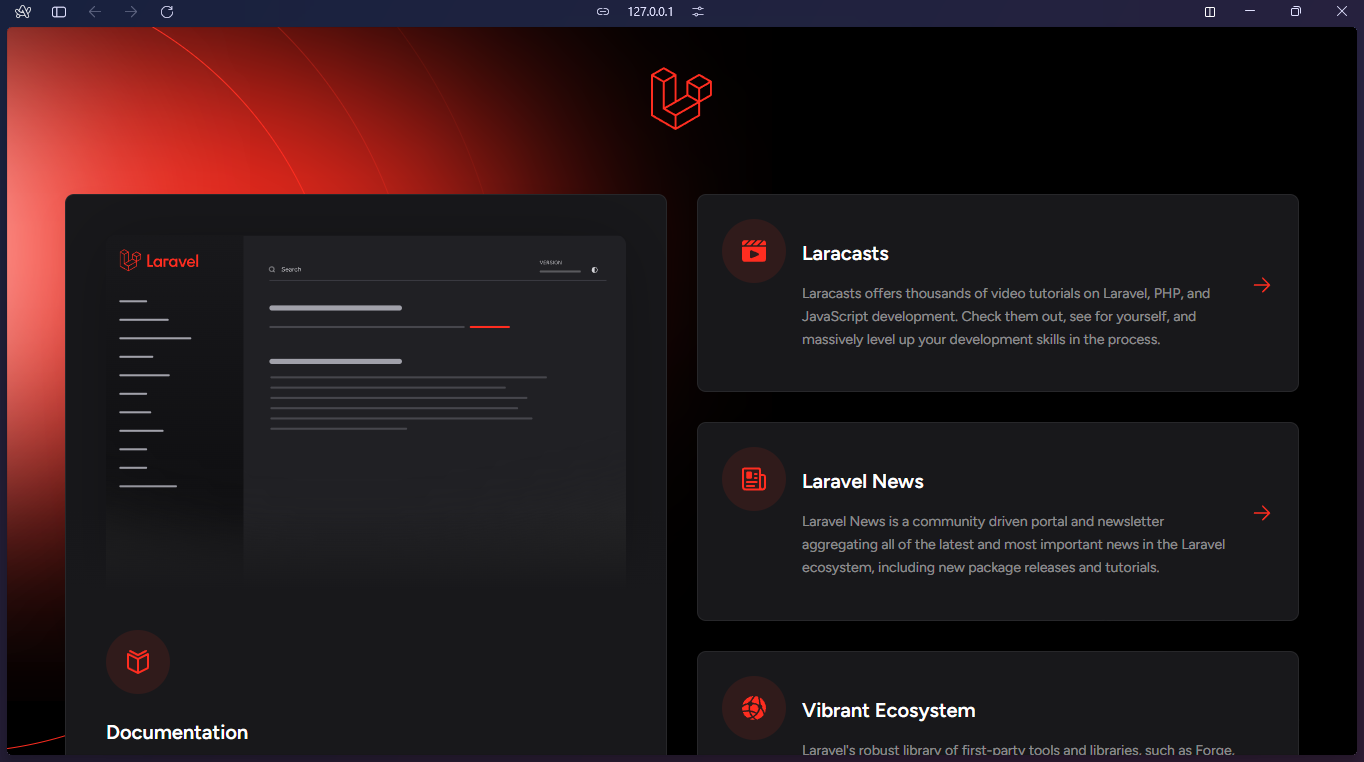 127.0.0.1
Laravel
Search
VERSION
Documentation
Laracasts
Laracasts offers thousands of video tutorials on Laravel, PHP, and
JavaScript development. Check them out, see for yourself, and
massively level up your development skills in the process.
Laravel News
Laravel News is a community driven portal and newsletter
aggregating all of the latest and most important news in the Laravel
ecosystem, including new package releases and tutorials.
Vibrant Ecosystem
Laravel's robust library of first-party tools and libraries, such as Forge,